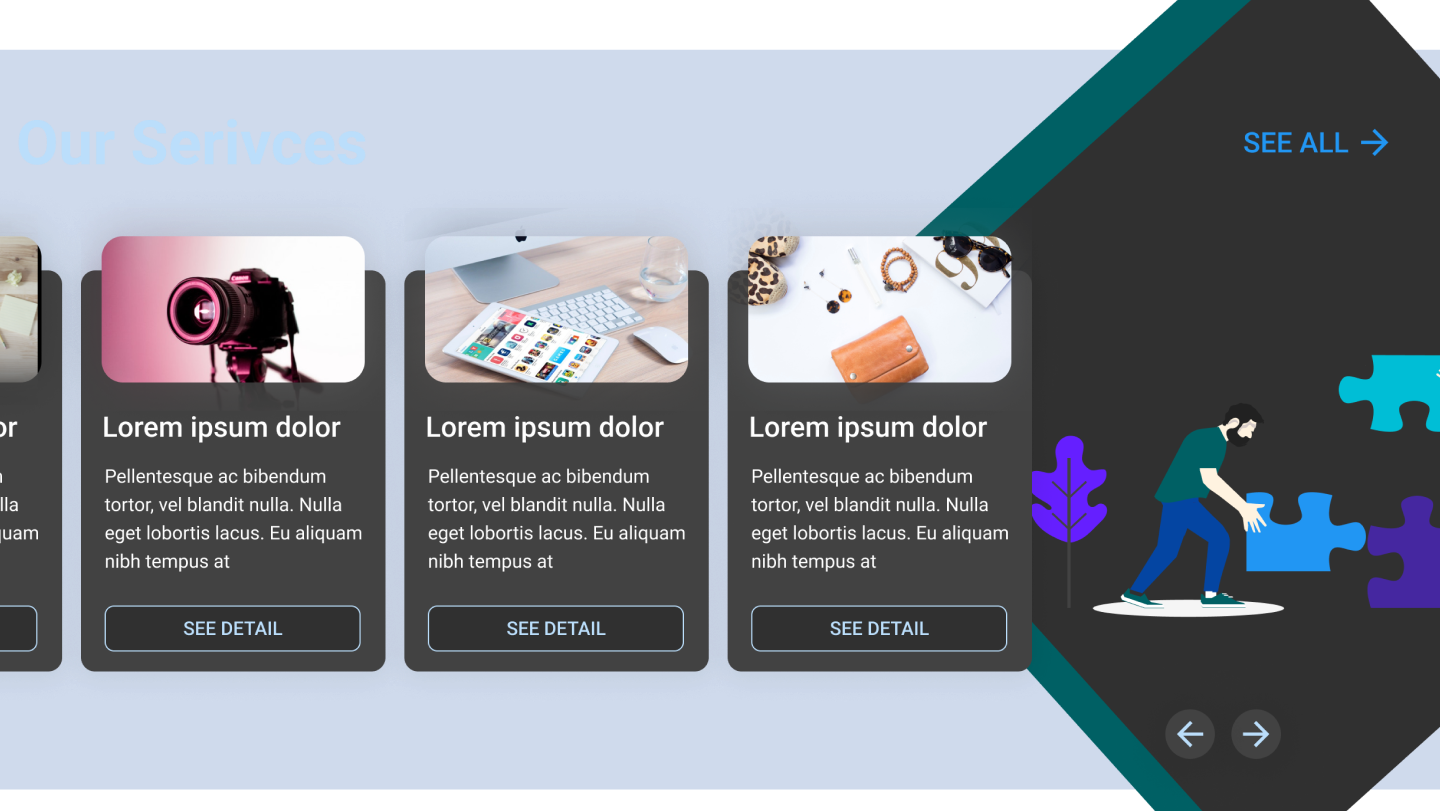 Our Serivces
SEE ALL
or
lla
quam
Lorem ipsum dolor
Pellentesque ac bibendum
tortor, vel blandit nulla. Nulla
eget lobortis lacus. Eu aliquam
nibh tempus at
SEE DETAIL
Lorem ipsum dolor
Pellentesque ac bibendum
tortor, vel blandit nulla. Nulla
eget lobortis lacus. Eu aliquam
nibh tempus at
SEE DETAIL
Lorem ipsum dolor
Pellentesque ac bibendum
tortor, vel blandit nulla. Nulla
eget lobortis lacus. Eu aliquam
nibh tempus at
SEE DETAIL